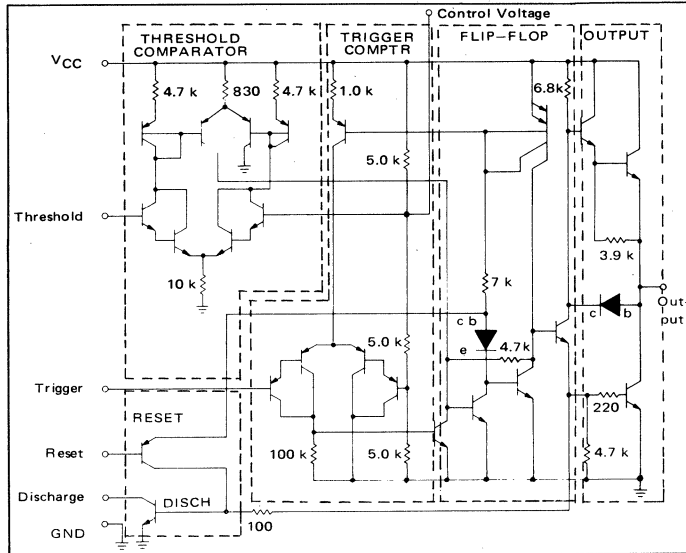 Control Voltage
THRESHOLD
COMPARATOR
TRIGGER
COMPTR
FLIP–FLOP
OUTPUT
VCC
4.7 k
830
4.7 k
1.0 k
6.8k
5.0 k
Threshold
3.9 k
10 k
7 k
c b
c
b
Out-
put
5.0 k
e
4.7 k
Trigger
RESET
220
Reset
100 k
5.0 k
4.7 k
Discharge
DISCH
100
GND